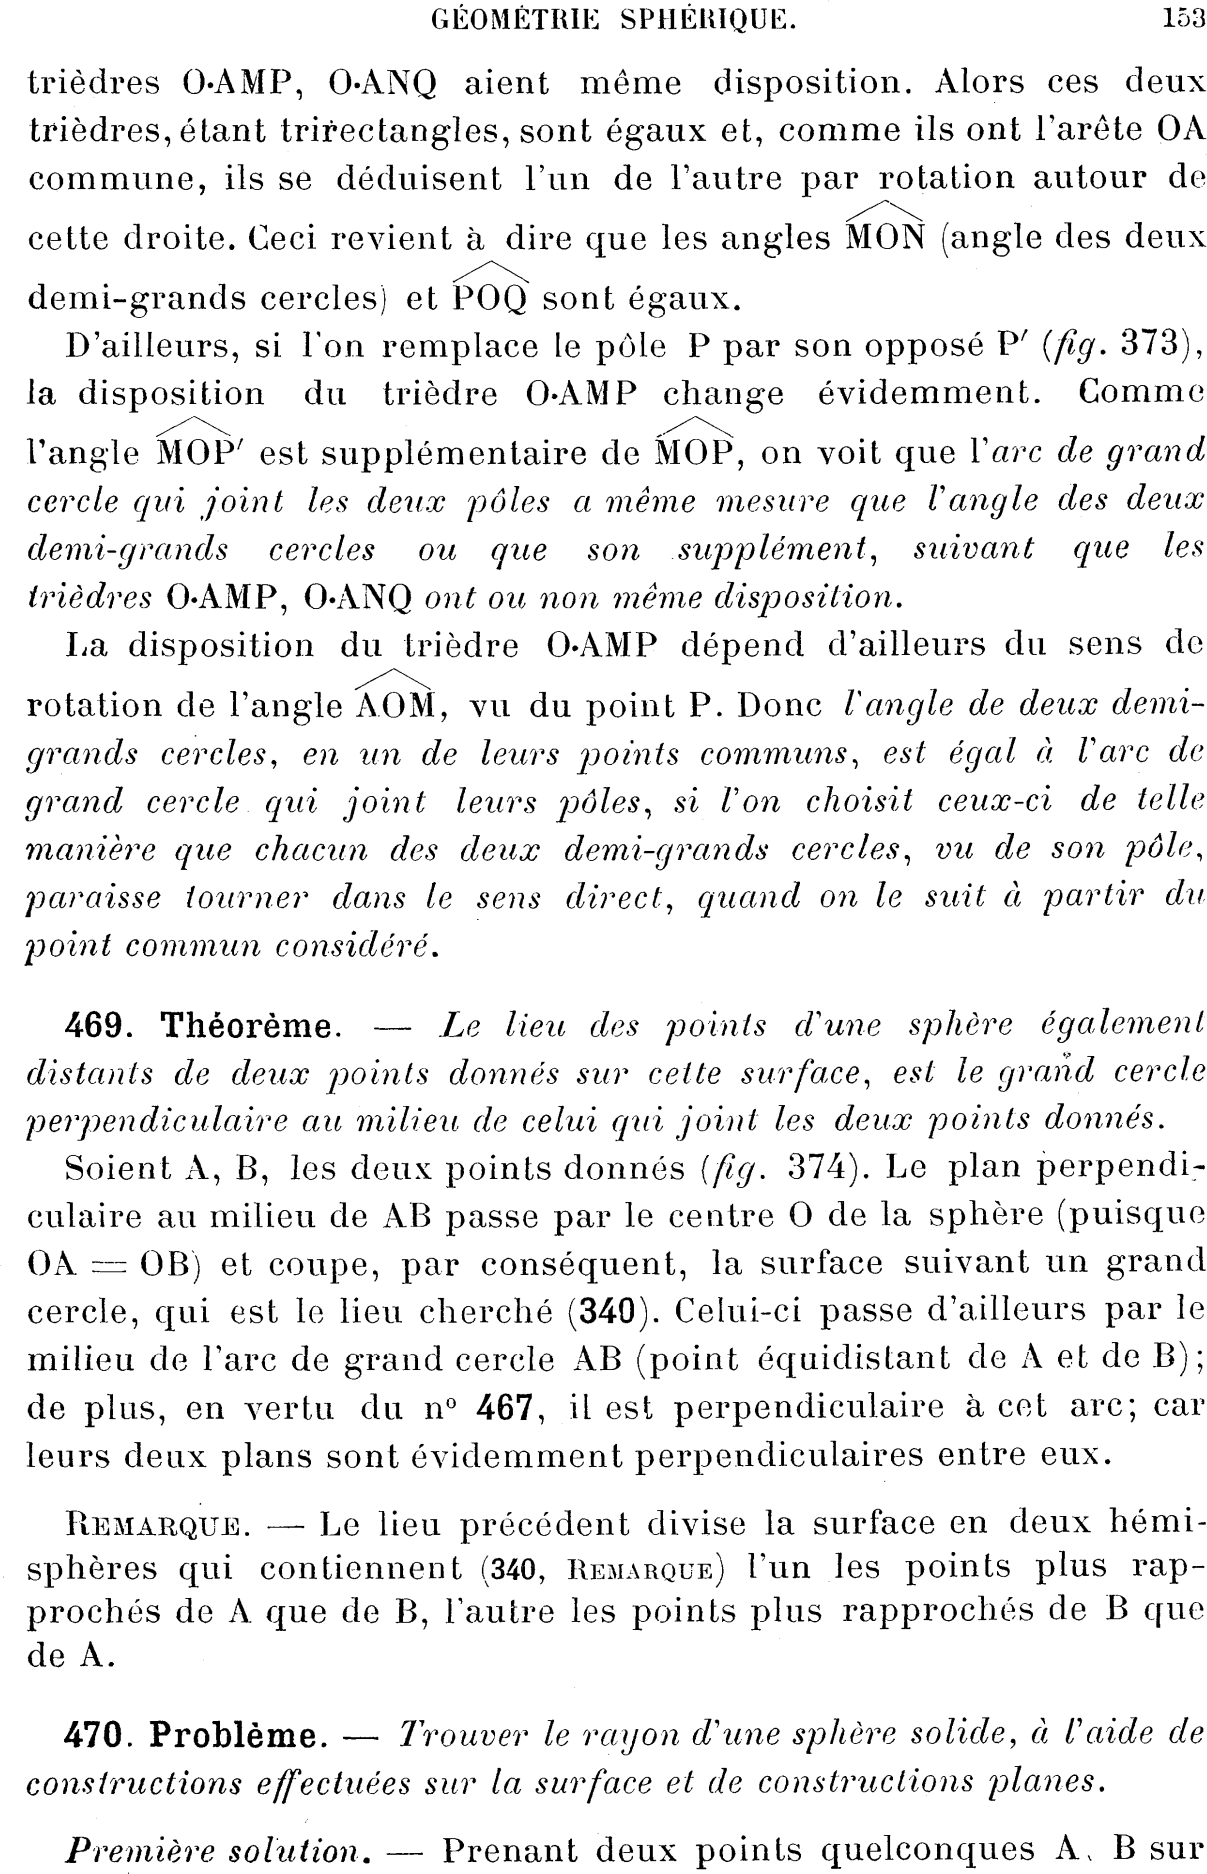 GÉOMÉTRIE SPHÉRIQUE. 153
trièdres O·AMP, O·ANQ aient même disposition. Alors ces deux
trièdres, étant trirectangles, sont égaux et, comme ils ont l'arête OA
commune, ils se déduisent l'un de l'autre par rotation autour de
cette droite. Ceci revient à dire que les angles MON (angle des deux
demi-grands cercles) et POQ sont égaux.
D'ailleurs, si l'on remplace le pôle P par son opposé P′ (fig. 373),
la disposition du trièdre O·AMP change évidemment. Comme
l'angle MOP′ est supplémentaire de MOP, on voit que l'arc de grand
cercle qui joint les deux pôles a même mesure que l'angle des deux
demi-grands cercles ou que son supplément, suivant que les
trièdres O·AMP, O·ANQ ont ou non même disposition.
La disposition du trièdre O·AMP dépend d'ailleurs du sens de
rotation de l'angle AOM, vu du point P. Donc l'angle de deux demi-
grands cercles, en un de leurs points communs, est égal à l'arc de
grand cercle qui joint leurs pôles, si l'on choisit ceux-ci de telle
manière que chacun des deux demi-grands cercles, vu de son pôle,
paraisse tourner dans le sens direct, quand on le suit à partir du
point commun considéré.
469. Théorème. — Le lieu des points d'une sphère également
distants de deux points donnés sur cette surface, est le grand cercle
perpendiculaire au milieu de celui qui joint les deux points donnés.
Soient A, B, les deux points donnés (fig. 374). Le plan perpendi-
culaire au milieu de AB passe par le centre O de la sphère (puisque
OA = OB) et coupe, par conséquent, la surface suivant un grand
cercle, qui est le lieu cherché (340). Celui-ci passe d'ailleurs par le
milieu de l'arc de grand cercle AB (point équidistant de A et de B);
de plus, en vertu du n° 467, il est perpendiculaire à cet arc; car
leurs deux plans sont évidemment perpendiculaires entre eux.
REMARQUE. — Le lieu précédent divise la surface en deux hémi-
sphères qui contiennent (340, REMARQUE) l'un les points plus rap-
prochés de A que de B, l'autre les points plus rapprochés de B que
de A.
470. Problème. — Trouver le rayon d'une sphère solide, à l'aide de
constructions effectuées sur la surface et de constructions planes.
Première solution. — Prenant deux points quelconques A, B sur